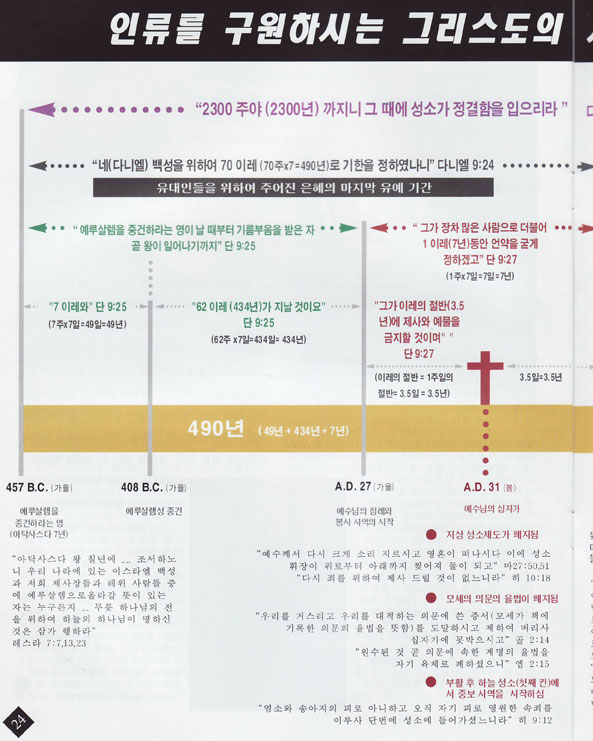 인류를 구원하시는 그리스도의
“2300 주야 (2300년) 까지니 그 때에 성소가 정결함을 입으리라 ”
“네(다니엘) 백성을 위하여 70 이레 (70주x7=490년)로 기한을 정하였나니” 다니엘 9:24
유대인들을 위하여 주어진 은혜의 마지막 유예 기간
“ 예루살렘을 중건하라는 영이 날 때부터 기름부음을 받은 자
곧 왕이 일어나기까지” 단 9:25
“ 그가 장차 많은 사람으로 더불어
1 이레(7년)동안 언약을 굳게
정하겠고” 단 9:27
(1주x7일=7일=7년)
"7 이레와" 단 9:25
(7주x7일=49일=49년)
"62 이레 (434년)가 지날 것이요"
단 9:25
(62주 x7일=434일= 434년)
"그가 이레의 절반(3.5
년)에 제사와 예물을
금지할 것이며" "
단 9:27
(이레의 절반 = 1주일의
절반= 3.5일 = 3.5년)
3.5일=3.5년
490년 (49년 + 434년 + 7년)
457 B.C. (가을)
예루살렘을
중건하라는 영
(아닥사스다 7년)
408 B.C. (가을)
예루살렘성 중건
A.D. 27 (가을)
예수님의 침례와
봉사 사역의 시작
A.D. 31 (봄)
예수님의 십자가
"아닥사스다 왕 칠년에 .... 조서하노
니 우리 나라에 있는 이스라엘 백성
과 저희 제사장들과 레위 사람들 중
에 예루살렘으로올라갈 뜻이 있는
자는 누구든지 ... 무릇 하나님의 전
을 위하여 하늘의 하나님이 명하신
것은 삼가 행하라"
레스라 7:7,13,23
● 지상 성소제도가 폐지됨
"예수께서 다시 크게 소리 지르시고 영혼이 떠나시다 이에 성소
휘장이 위로부터 아래까지 찢어져 둘이 되고" 마27:50,51
"다시 죄를 위하여 제사 드릴 것이 없느니라" 히 10:18
● 모세의 의문의 율법이 폐지됨
"우리를 거스리고 우리를 대적하는 의문에 쓴 증서(모세가 책에
기록한 의문의 율법을 뜻함)를 도말하시고 제하여 버리사
십자가에 못박으시고" 골 2:14
"원수된 것 곧 의문에 속한 계명의 율법을
자기 육체로 폐하셨으니" 엡 2:15
● 부활 후 하늘 성소(첫째 칸)에
서 중보 사역을 시작하심
"염소와 송아지의 피로 아니하고 오직 자기 피로 영원한 속죄를
이루사 단번에 성소에 들어가셨느니라" 히 9:12
24